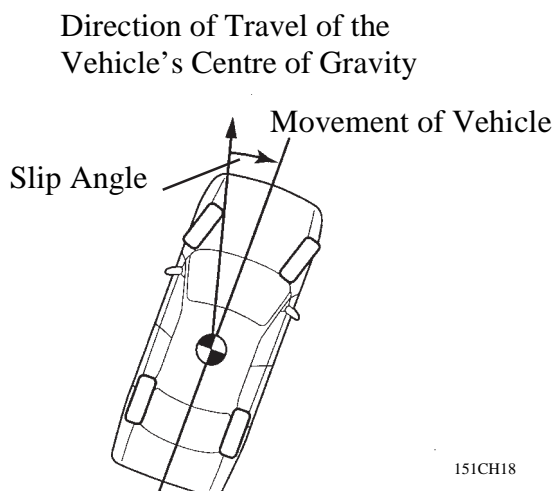 Direction of Travel of the
Vehicle's Centre of Gravity
Movement of Vehicle
Slip Angle
151CH18